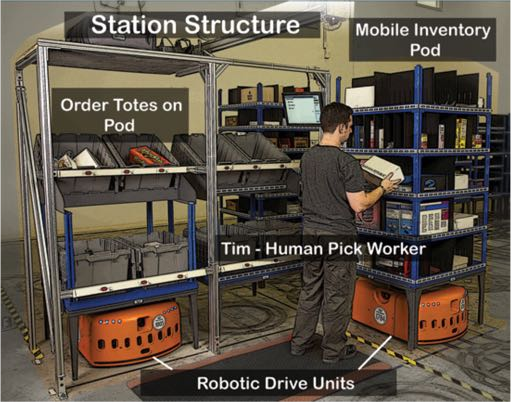 Station Structure
Mobile Inventory
Pod
Order Totes on
Pod
Tim - Human Pick Worker
Robotic Drive Units